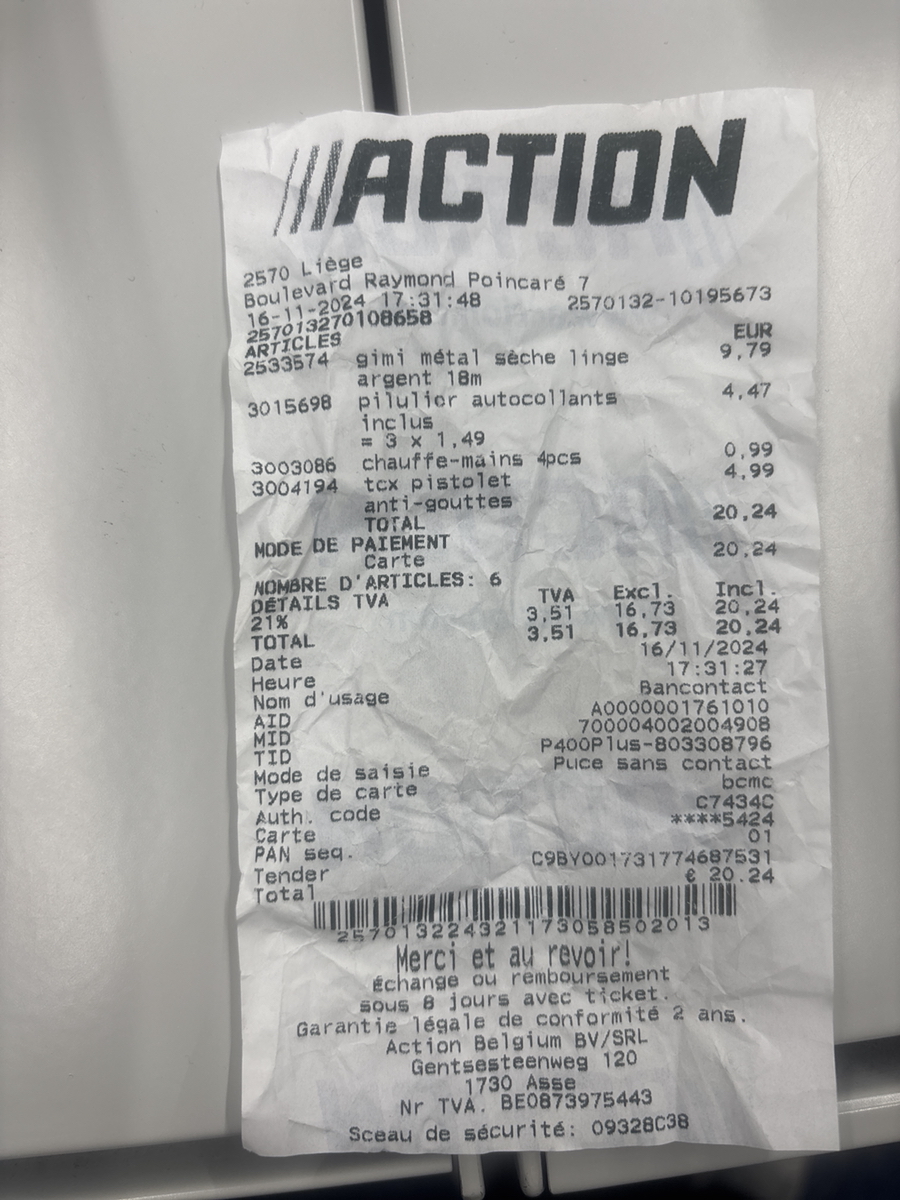 ACTION
2570 Liège
Boulevard Raymond Poincaré 7
16-11-2024 17:31:48 2570132-10195673
257013270108658
ARTICLES EUR
2533574 gimi métal sèche linge 9,79
argent 18m
3015698 pilulier autocollants 4,47
inclus
= 3 x 1,49
3003086 chauffe-mains 4pcs 0,99
3004194 tcx pistolet 4,99
anti-gouttes
TOTAL 20,24
MODE DE PAIEMENT
Carte 20,24
NOMBRE D'ARTICLES: 6
DÉTAILS TVA TVA Excl. Incl.
21% 3,51 16,73 20,24
TOTAL 3,51 16,73 20,24
Date 16/11/2024
Heure 17:31:27
Nom d'usage Bancontact
AID A0000001761010
MID 700004002004908
TID P400Plus-803308796
Mode de saisie Puce sans contact
Type de carte bcmc
Auth. code C7434C
Carte ****5424
PAN seq. 01
Tender C9BY001731774687531
Total € 20.24
2570132243211730585​02013
Merci et au revoir!
Échange ou remboursement
sous 8 jours avec ticket.
Garantie légale de conformité 2 ans.
Action Belgium BV/SRL
Gentsesteenweg 120
1730 Asse
Nr TVA. BE0873975443
Sceau de sécurité: 09328C38